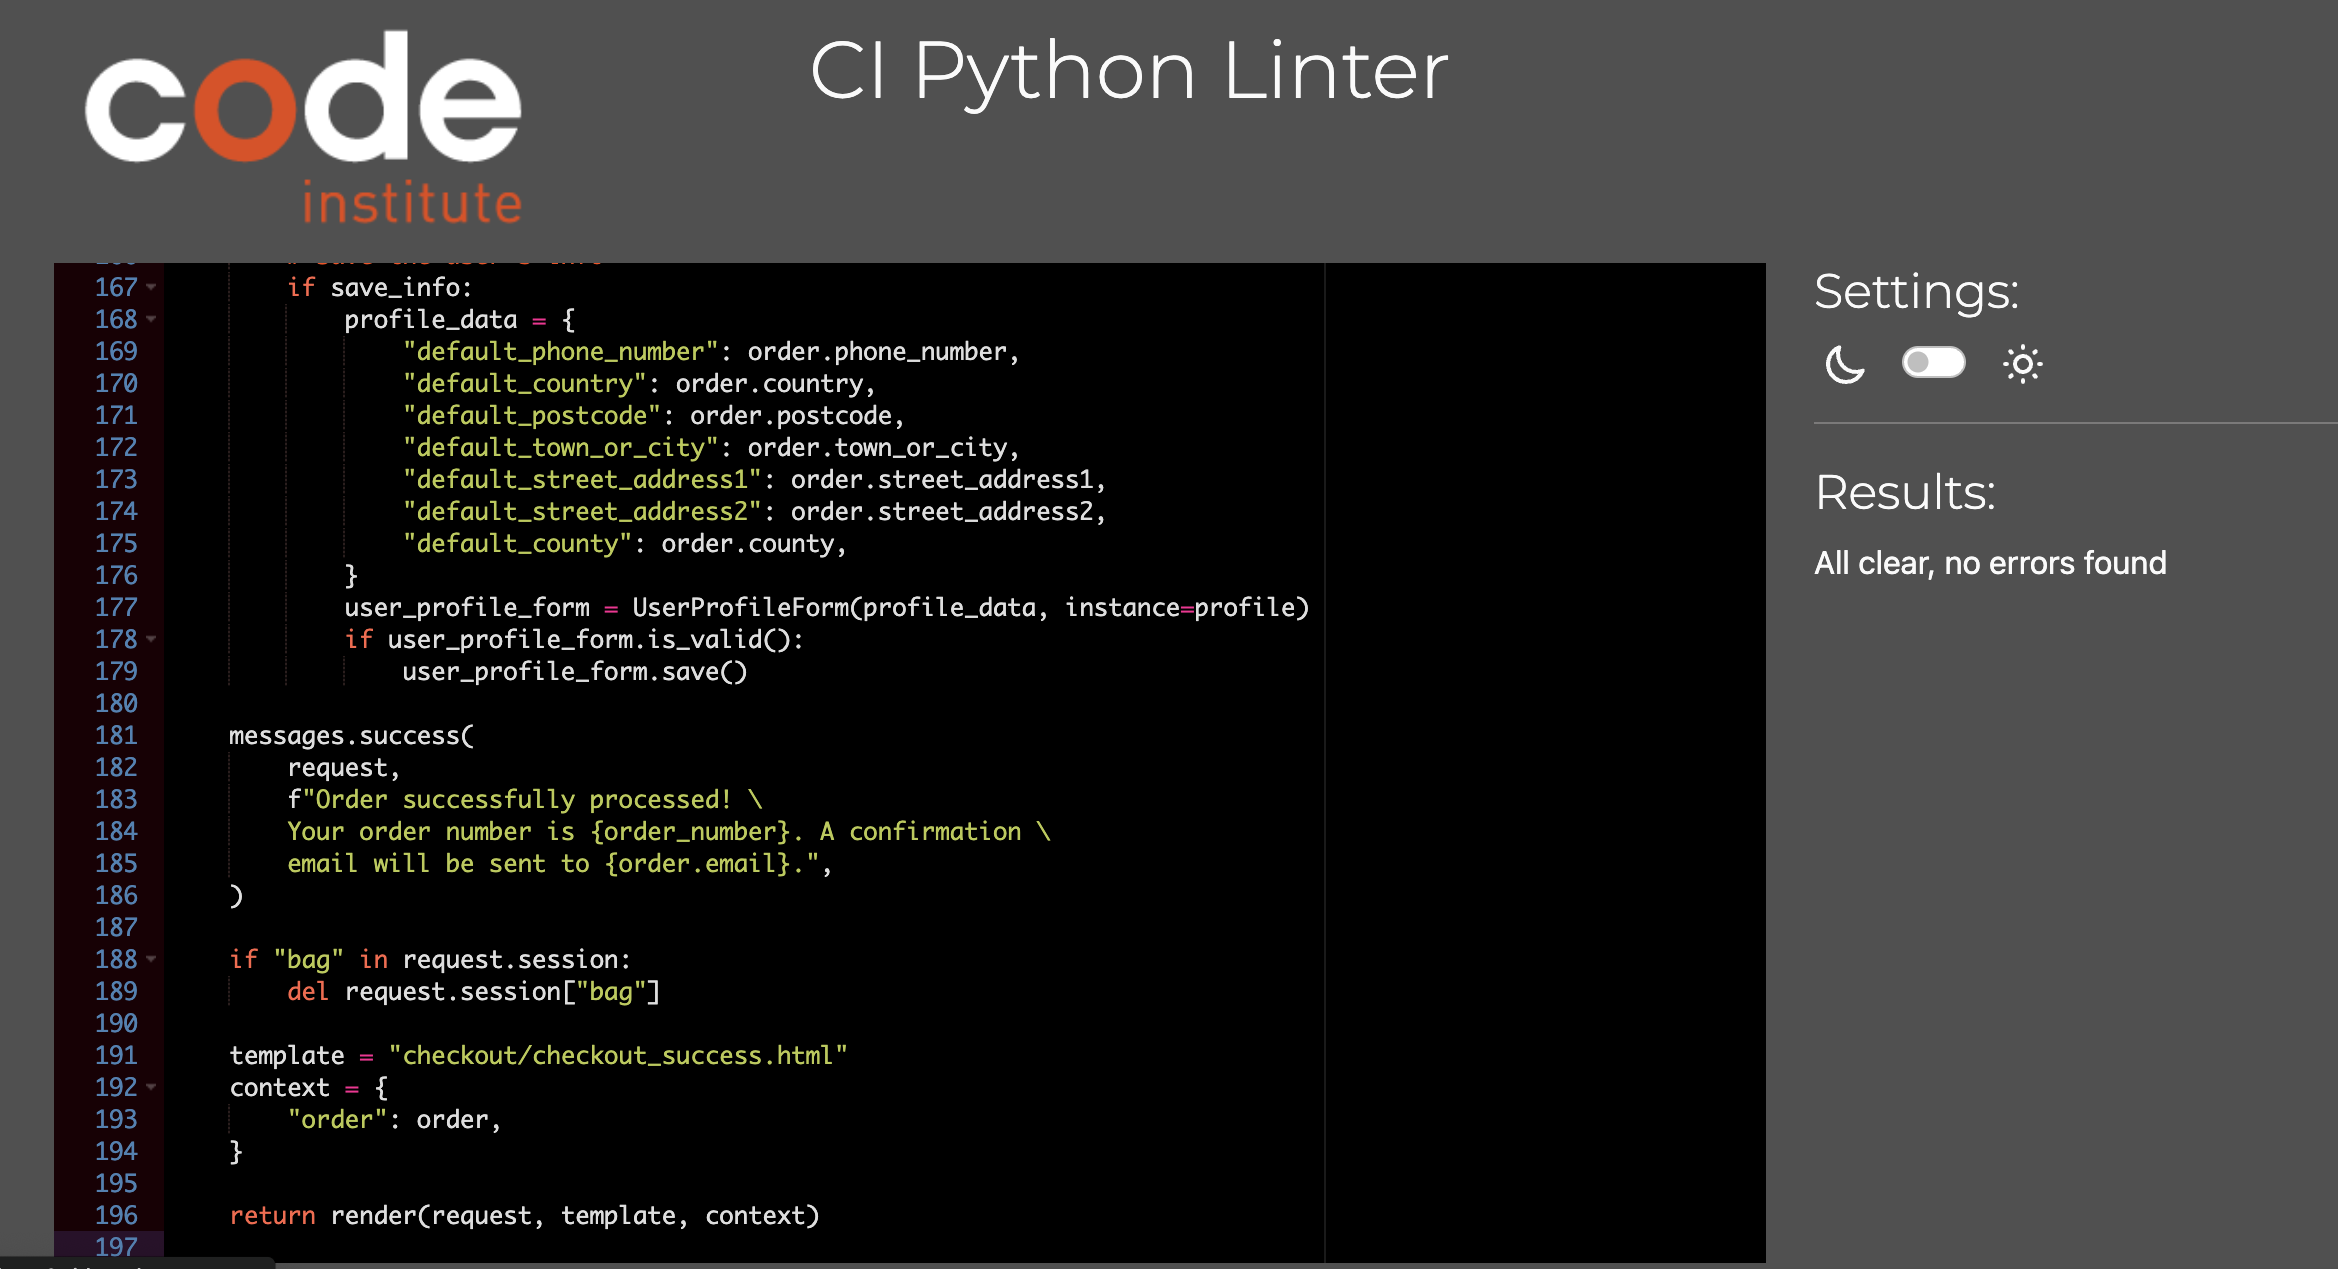 code
institute
CI Python Linter
167 if save_info:
168 profile_data = {
169 "default_phone_number": order.phone_number,
170 "default_country": order.country,
171 "default_postcode": order.postcode,
172 "default_town_or_city": order.town_or_city,
173 "default_street_address1": order.street_address1,
174 "default_street_address2": order.street_address2,
175 "default_county": order.county,
176 }
177 user_profile_form = UserProfileForm(profile_data, instance=profile)
178 if user_profile_form.is_valid():
179 user_profile_form.save()
180
181 messages.success(
182 request,
183 f"Order successfully processed! \
184 Your order number is {order_number}. A confirmation \
185 email will be sent to {order.email}.",
186 )
187
188 if "bag" in request.session:
189 del request.session["bag"]
190
191 template = "checkout/checkout_success.html"
192 context = {
193 "order": order,
194 }
195
196 return render(request, template, context)
197
Settings:
Results:
All clear, no errors found